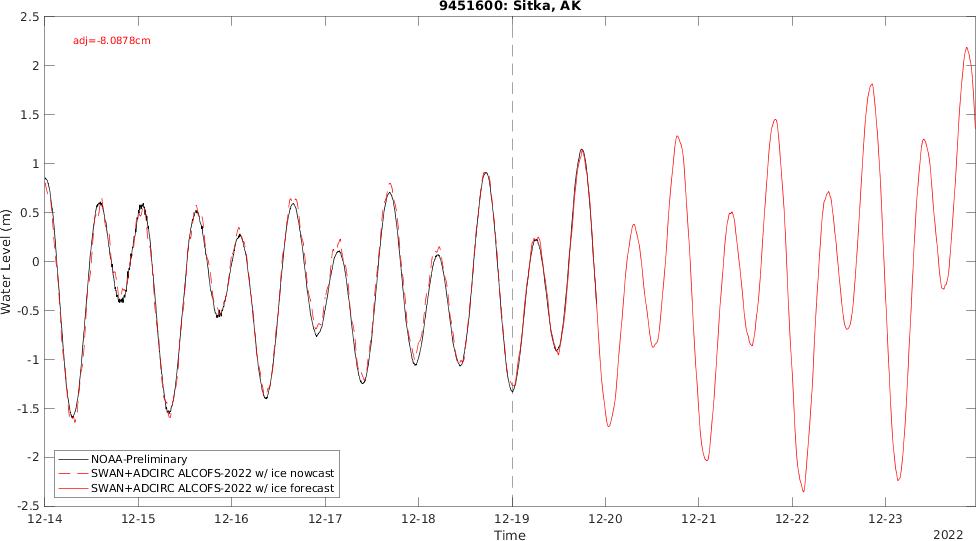 9451600: Sitka, AK
adj=-8.0878cm
2.5
2
1.5
1
0.5
0
-0.5
-1
-1.5
-2
-2.5
Water Level (m)
NOAA-Preliminary
SWAN+ADCIRC ALCOFS-2022 w/ ice nowcast
SWAN+ADCIRC ALCOFS-2022 w/ ice forecast
12-14 12-15 12-16 12-17 12-18 12-19 12-20 12-21 12-22 12-23
Time
2022